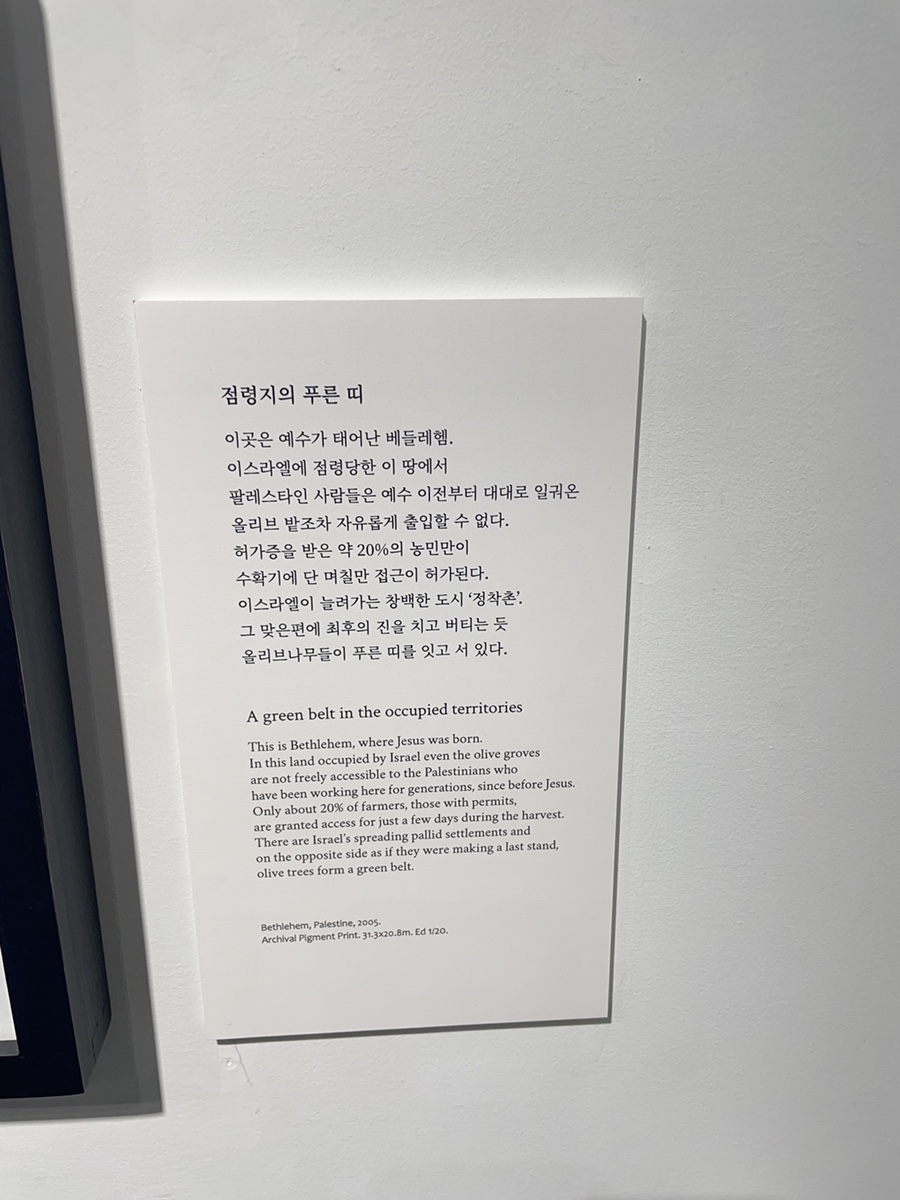 점령지의 푸른 띠
이곳은 예수가 태어난 베들레헴.
이스라엘에 점령당한 이 땅에서
팔레스타인 사람들은 예수 이전부터 대대로 일궈온
올리브 밭조차 자유롭게 출입할 수 없다.
허가증을 받은 약 20%의 농민만이
수확기에 단 며칠만 접근이 허가된다.
이스라엘이 늘려가는 창백한 도시 ‘정착촌’.
그 맞은편에 최후의 진을 치고 버티는 듯
올리브나무들이 푸른 띠를 잇고 서 있다.
A green belt in the occupied territories
This is Bethlehem, where Jesus was born.
In this land occupied by Israel even the olive groves
are not freely accessible to the Palestinians who
have been working here for generations, since before Jesus.
Only about 20% of farmers, those with permits,
are granted access for just a few days during the harvest.
There are Israel’s spreading pallid settlements and
on the opposite side as if they were making a last stand,
olive trees form a green belt.
Bethlehem, Palestine, 2005.
Archival Pigment Print. 31.3x20.8m. Ed 1/20.